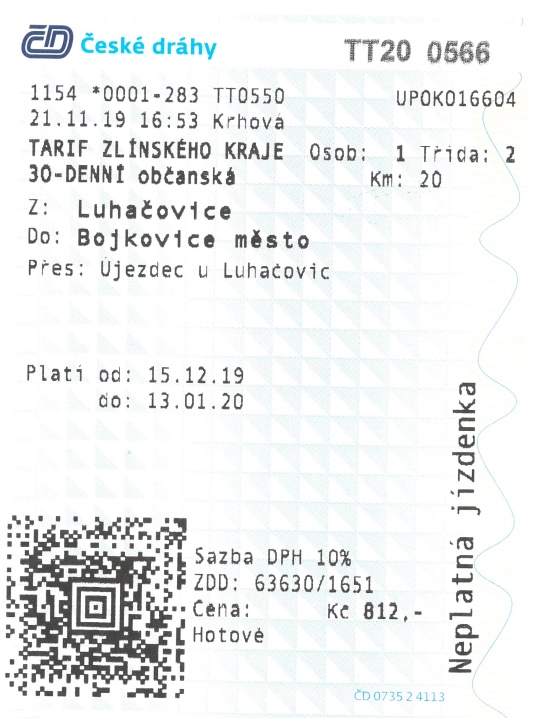 ČD České dráhy
TT20 0566
1154 *0001-283 TT0550 UPOK016604
21.11.19 16:53 Krhová
TARIF ZLÍNSKÉHO KRAJE Osob: 1 Třída: 2
30-DENNÍ občanská Km: 20
Z: Luhačovice
Do: Bojkovice město
Přes: Újezdec u Luhačovic
Platí od: 15.12.19
do: 13.01.20
Neplatná jízdenka
Sazba DPH 10%
ZDD: 63630/1651
Cena: Kč 812,-
Hotově
ČD 0735 2 4113